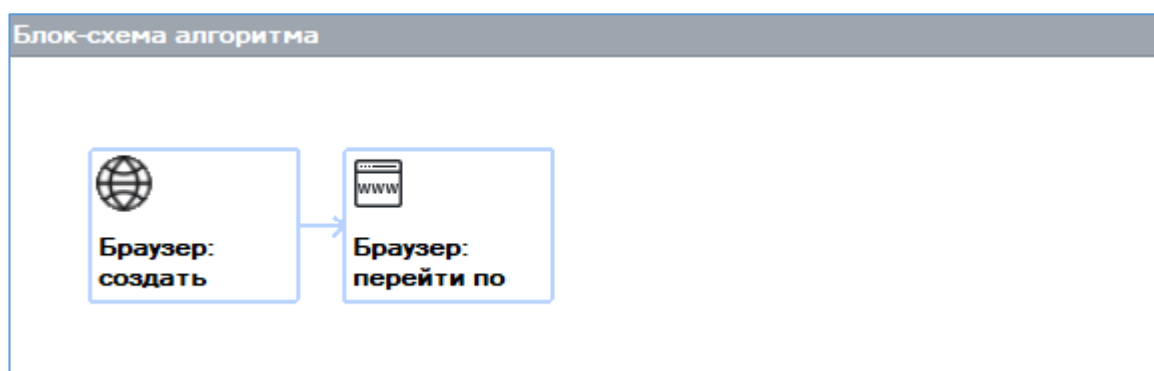 Блок-схема алгоритма
www
Браузер:
создать
Браузер:
перейти по